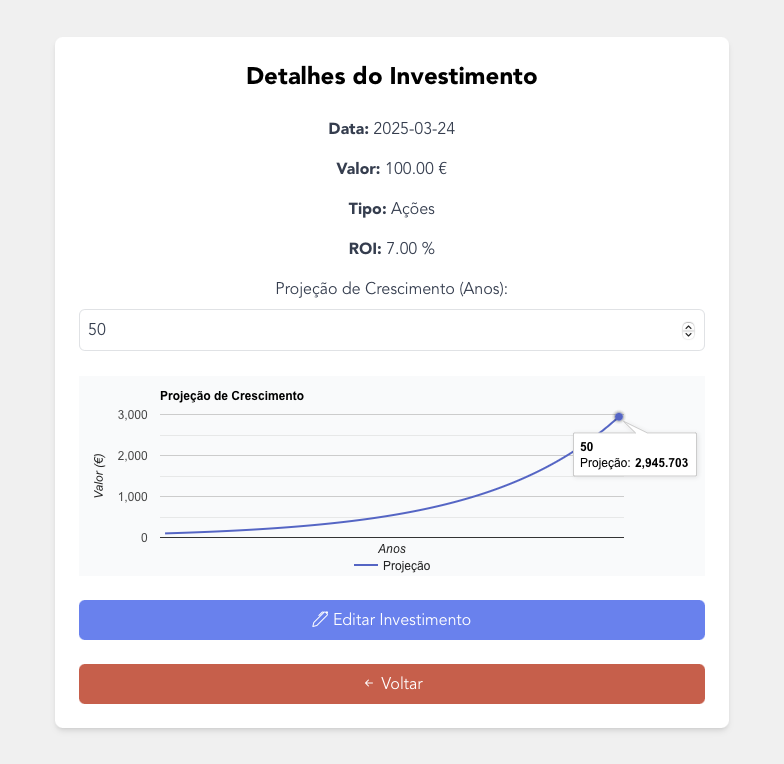 Detalhes do Investimento
Data: 2025-03-24
Valor: 100.00 €
Tipo: Ações
ROI: 7.00 %
Projeção de Crescimento (Anos):
50
Projeção de Crescimento
3,000
2,000
1,000
0
Valor (€)
50
Projeção: 2,945.703
Anos
Projeção
Editar Investimento
← Voltar